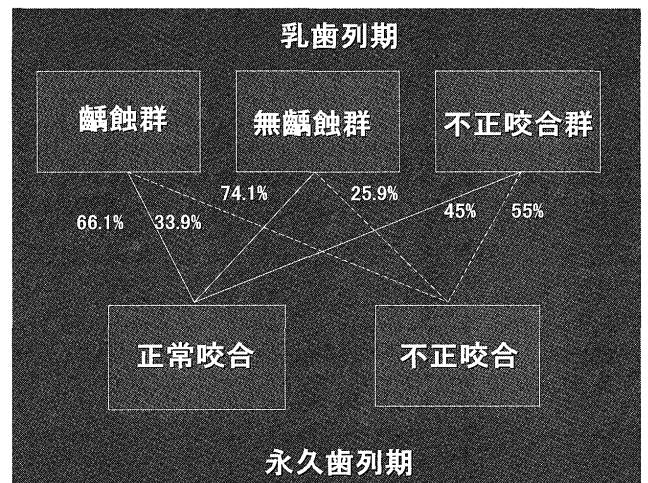 乳歯列期
齲蝕群 無齲蝕群 不正咬合群
74.1% 25.9%
66.1% 33.9% 45% 55%
正常咬合 不正咬合
永久歯列期